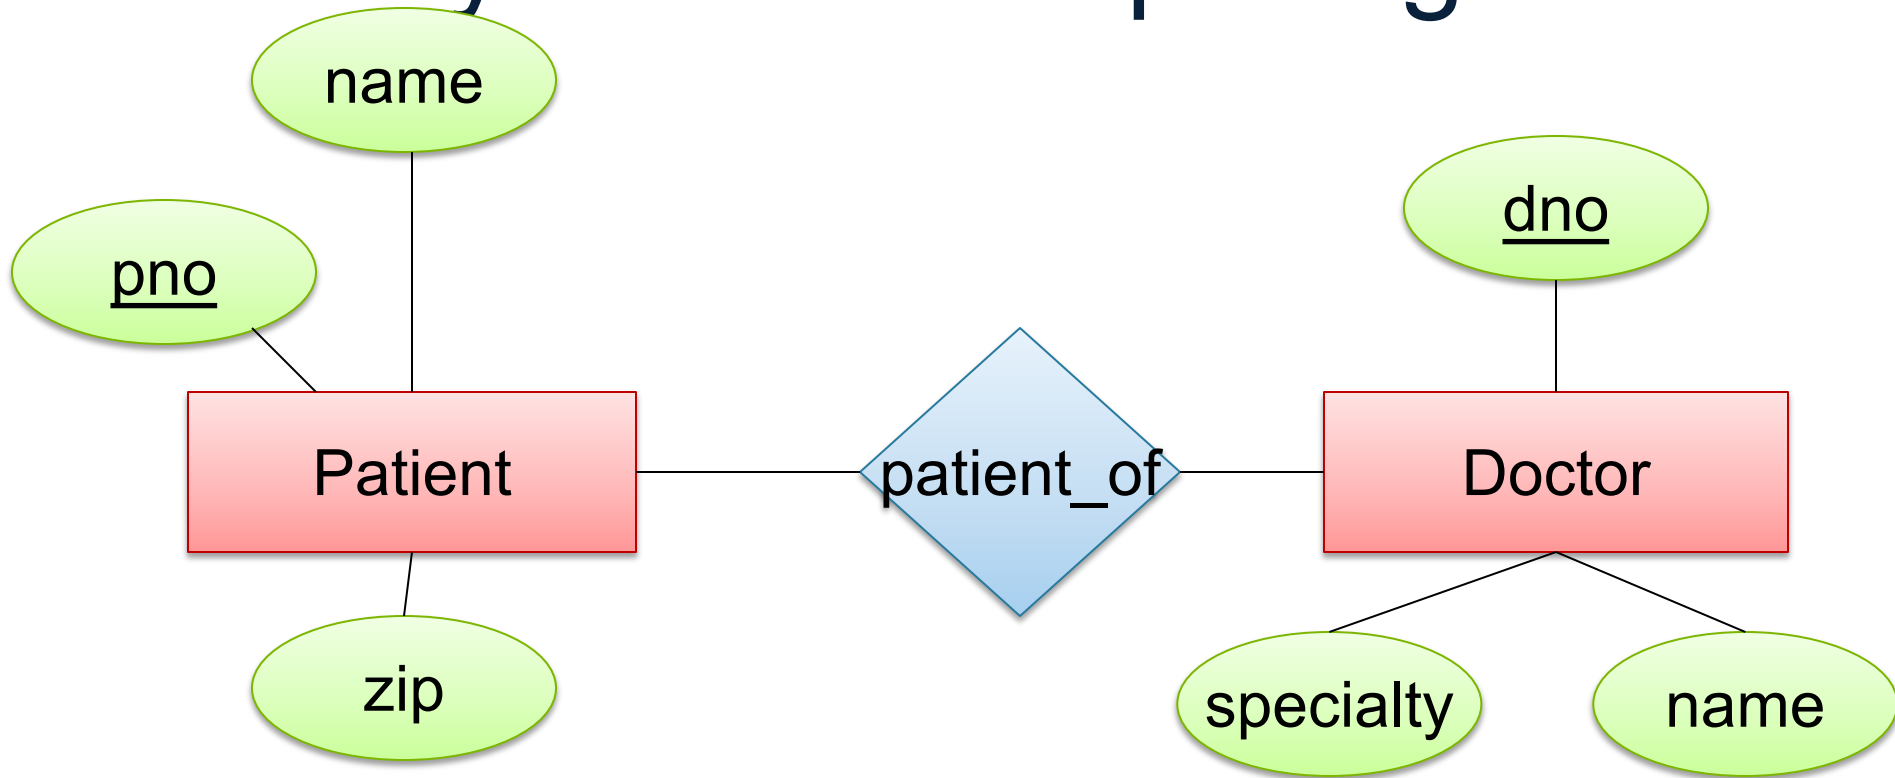 name
pno
dno
Patient
patient_of
Doctor
zip
specialty
name